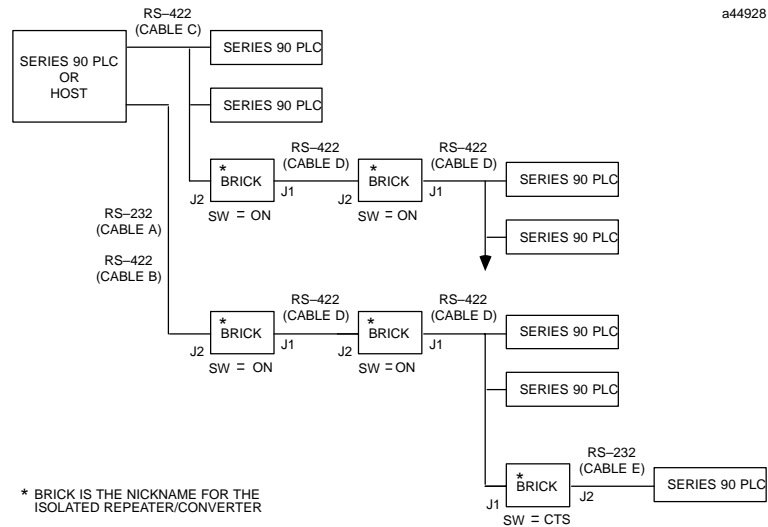 a44928
RS–422
(CABLE C)
SERIES 90 PLC
OR
HOST
SERIES 90 PLC
SERIES 90 PLC
RS–422
(CABLE D)
RS–422
(CABLE D)
* BRICK
J2
J1
SW = ON
* BRICK
J2
J1
SW = ON
SERIES 90 PLC
SERIES 90 PLC
RS–232
(CABLE A)
RS–422
(CABLE B)
RS–422
(CABLE D)
RS–422
(CABLE D)
* BRICK
J2
J1
SW = ON
* BRICK
J2
J1
SW = ON
SERIES 90 PLC
SERIES 90 PLC
RS–232
(CABLE E)
* BRICK
J1
J2
SW = CTS
SERIES 90 PLC
* BRICK IS THE NICKNAME FOR THE
ISOLATED REPEATER/CONVERTER